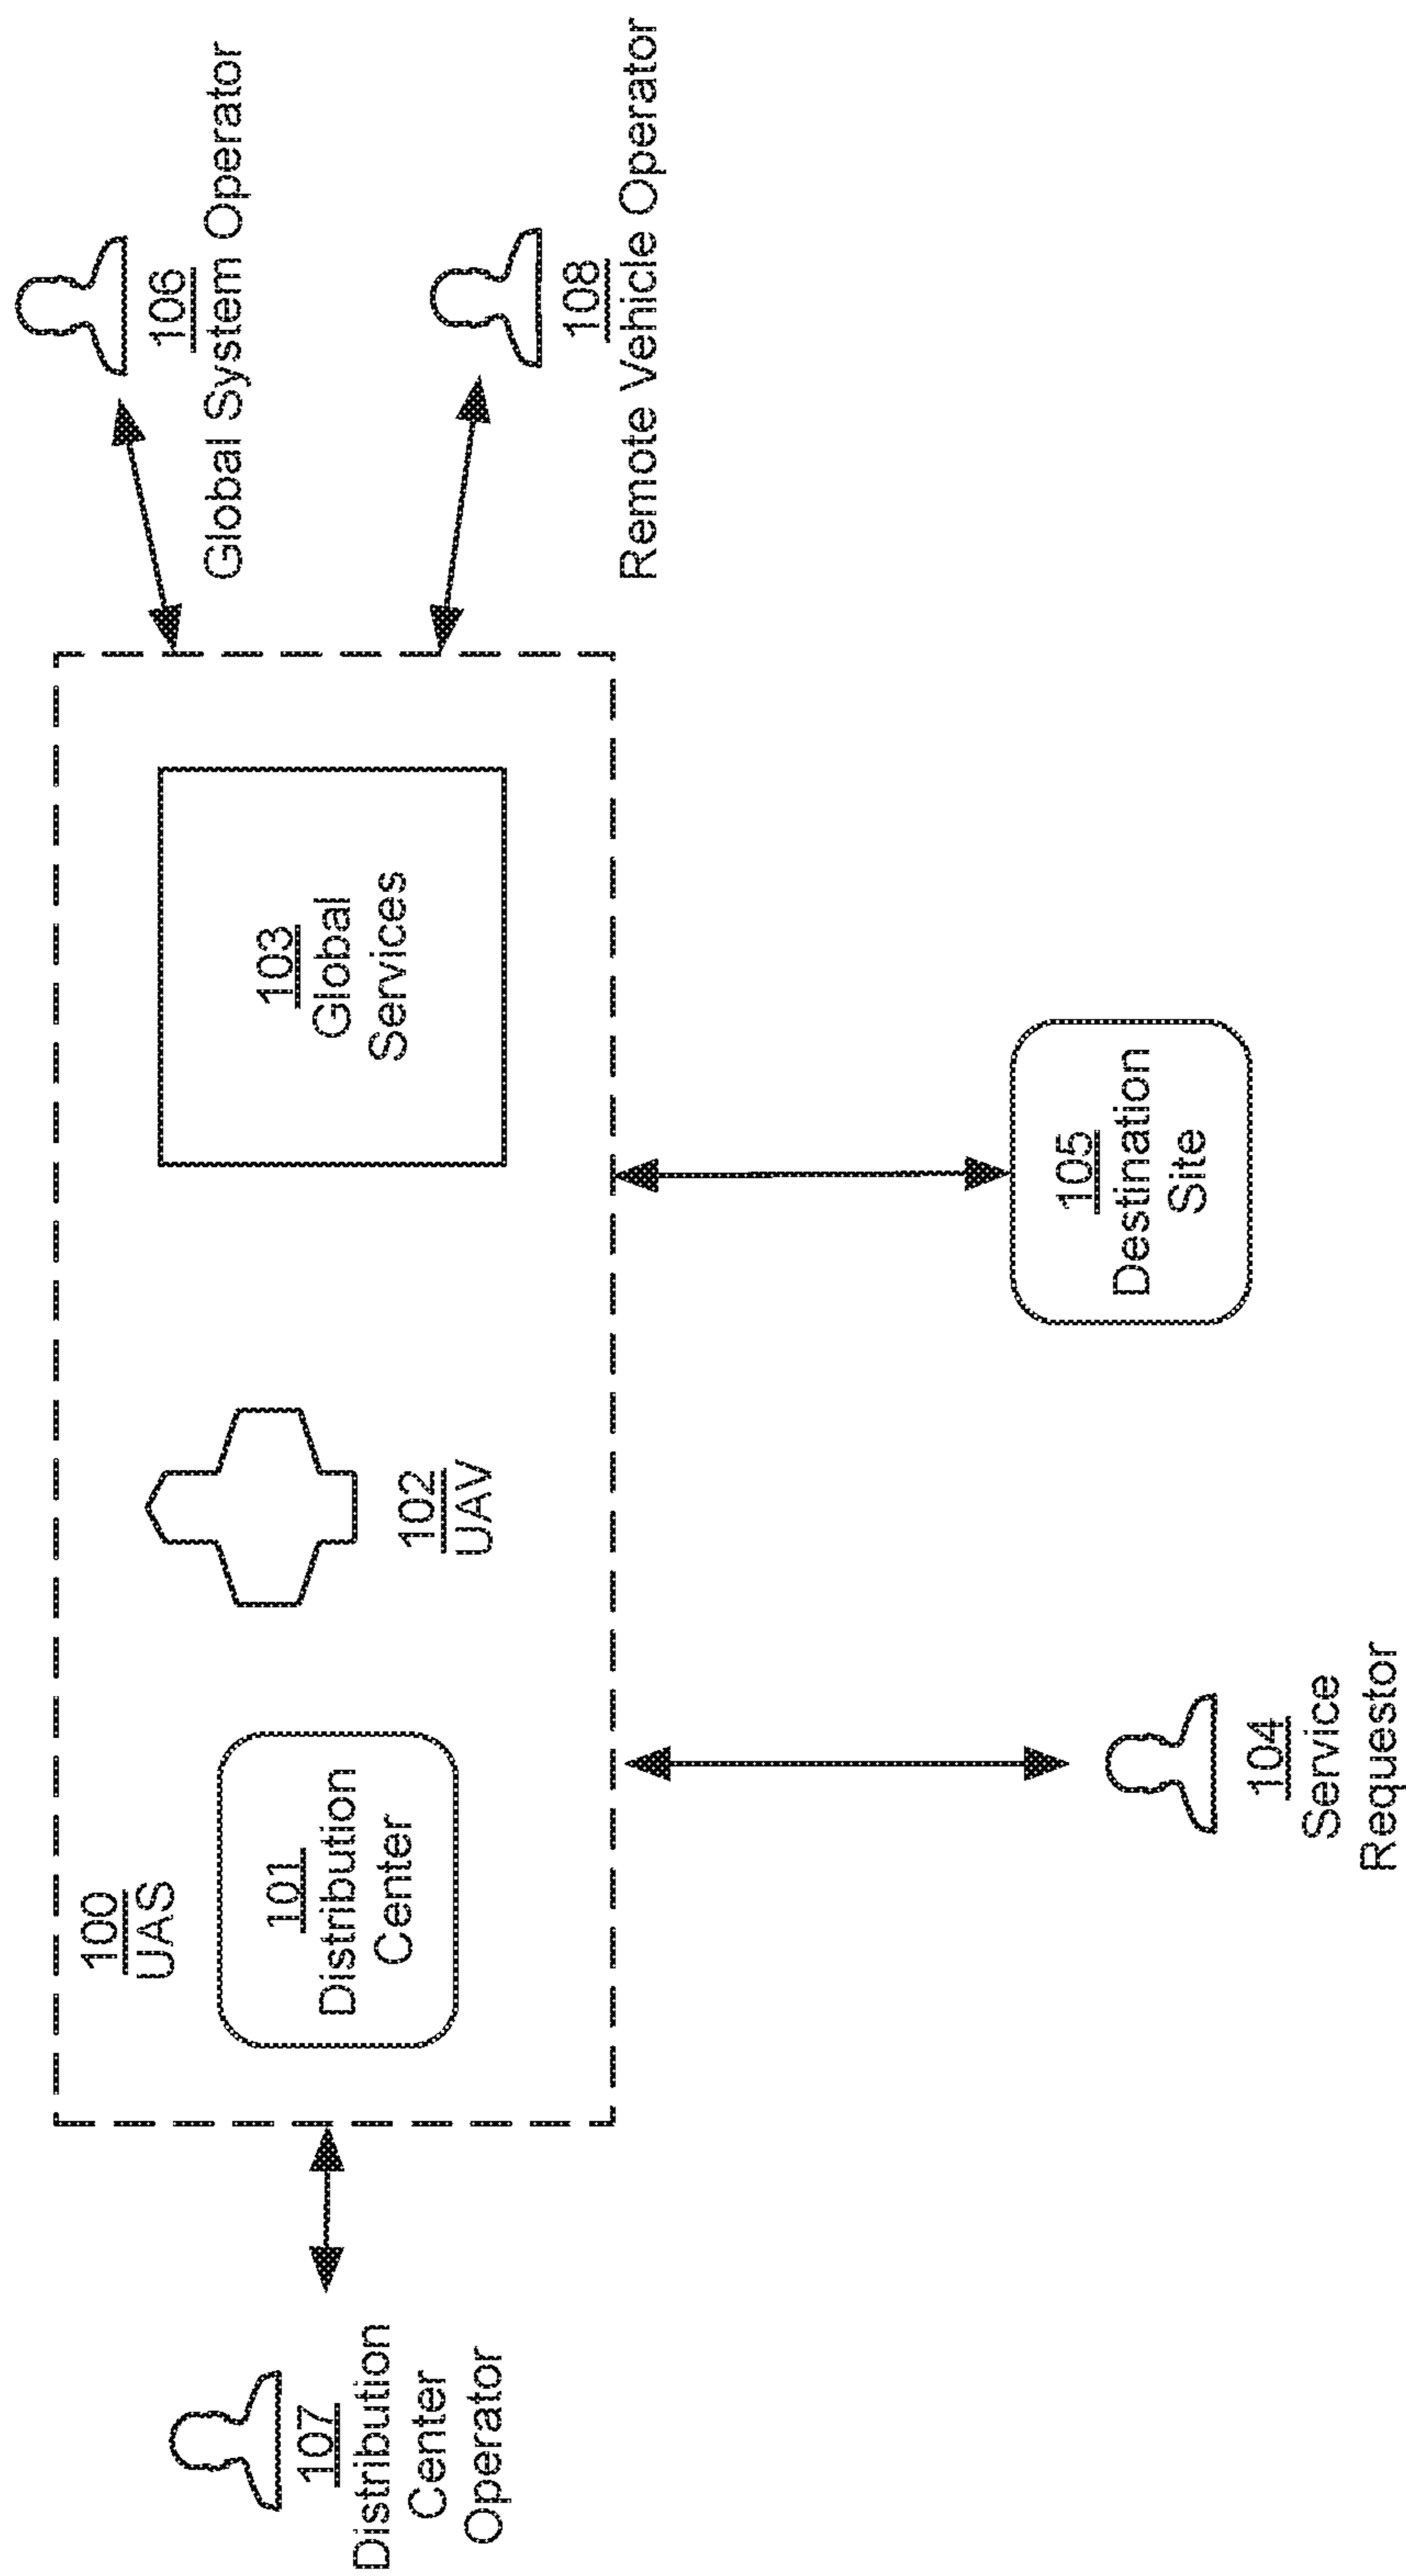 100
UAS
107
Distribution
Center
Operator
101
Distribution
Center
102
UAV
103
Global
Services
106
Global System Operator
108
Remote Vehicle Operator
104
Service
Requestor
105
Destination
Site